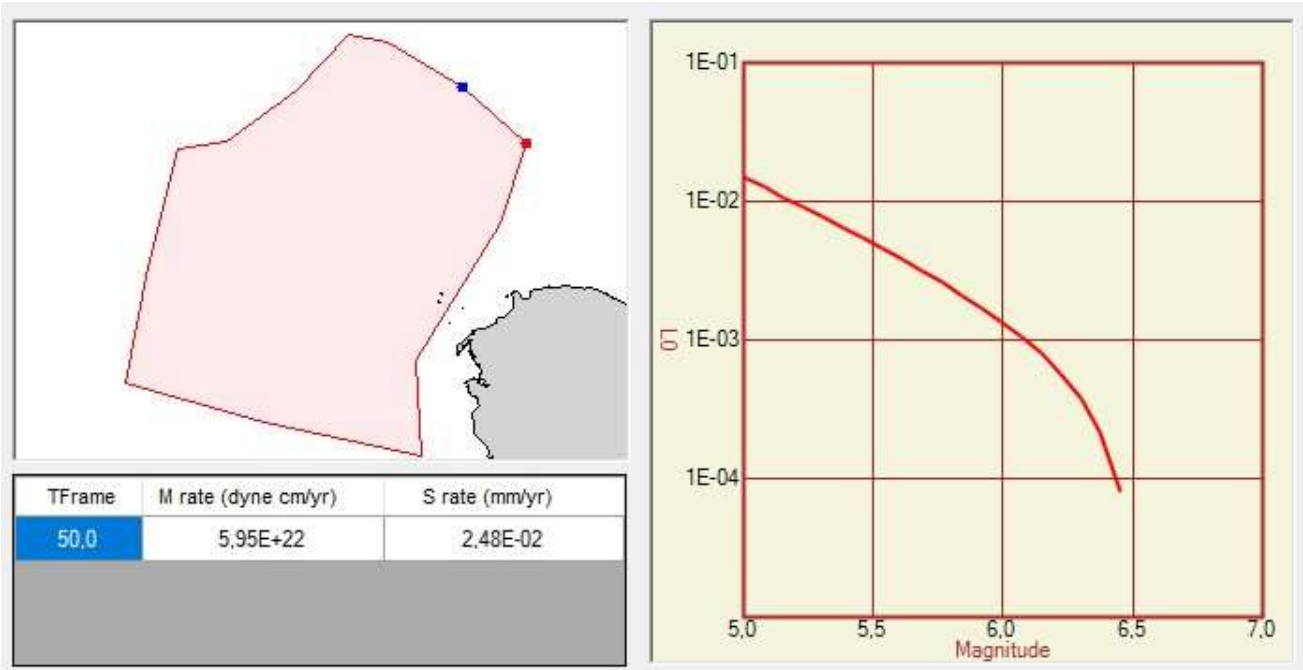 TFrame M rate (dyne cm/yr) S rate (mm/yr)
50,0 5,95E+22 2,48E-02
1E-01
1E-02
1E-03
1E-04
L0
5,0 5,5 6,0 6,5 7,0
Magnitude